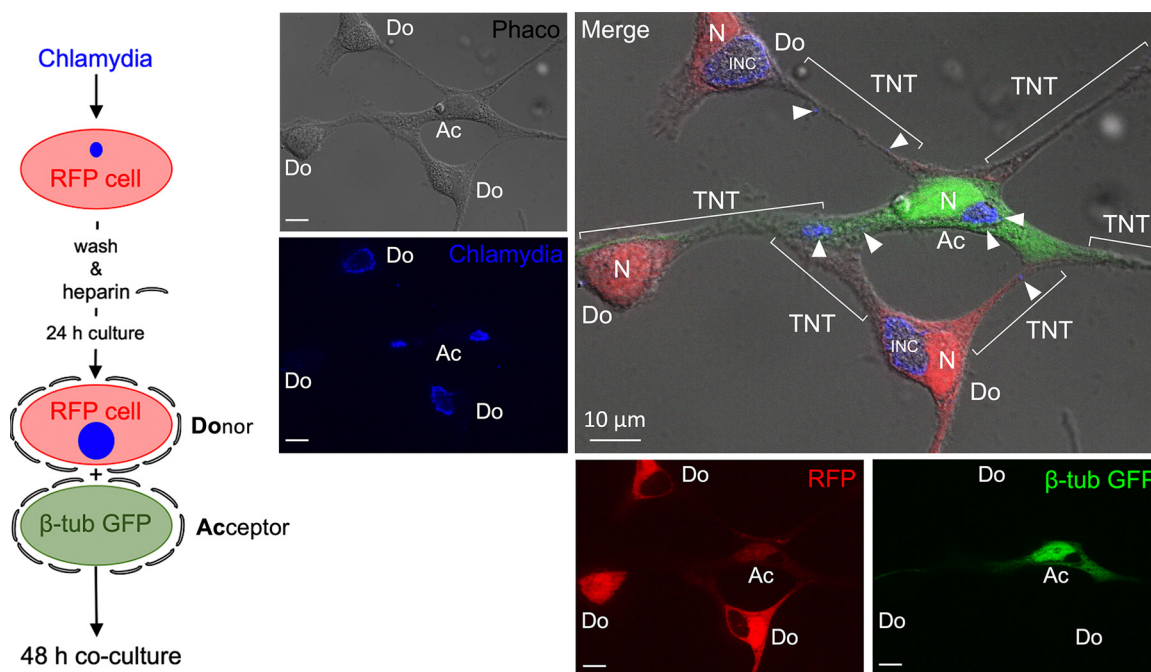 Chlamydia
RFP cell
wash
&
heparin
24 h culture
RFP cell
Donor
+
β-tub GFP
Acceptor
48 h co-culture
Do
Phaco
Ac
Do
Do
Do
Chlamydia
Ac
Do
Do
Merge
N
INC
Do
TNT
TNT
TNT
N
Ac
TNT
N
Do
TNT
TNT
INC
N
Do
10 µm
Do
RFP
Ac
Do
Do
Do
β-tub GFP
Ac
Do
Do